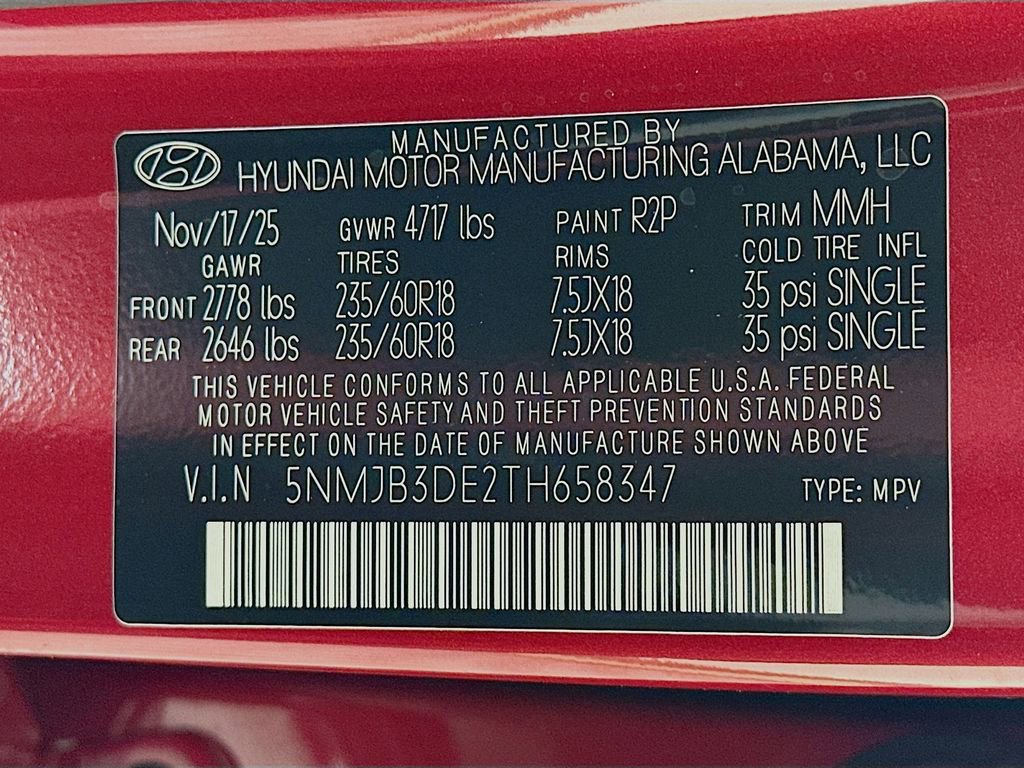 MANUFACTURED BY
HYUNDAI MOTOR MANUFACTURING ALABAMA, LLC
Nov/17/25 GVWR 4717 lbs PAINT R2P TRIM MMH
GAWR TIRES RIMS COLD TIRE INFL
FRONT 2778 lbs 235/60R18 7.5JX18 35 psi SINGLE
REAR 2646 lbs 235/60R18 7.5JX18 35 psi SINGLE
THIS VEHICLE CONFORMS TO ALL APPLICABLE U.S.A. FEDERAL
MOTOR VEHICLE SAFETY AND THEFT PREVENTION STANDARDS
IN EFFECT ON THE DATE OF MANUFACTURE SHOWN ABOVE
V.I.N 5NMJB3DE2TH658347 TYPE: MPV